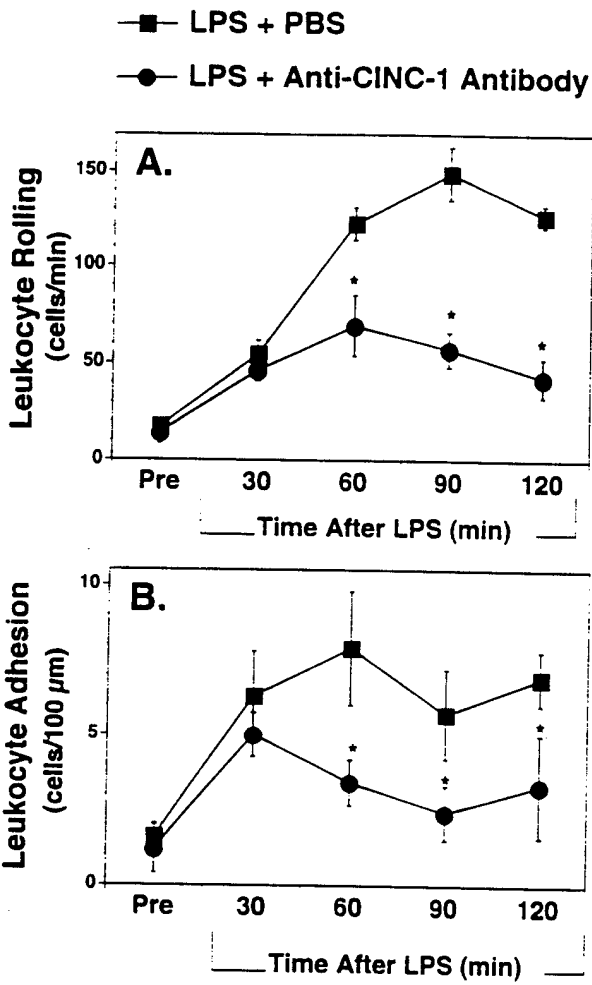 LPS + PBS
LPS + Anti-CINC-1 Antibody
A.
Leukocyte Rolling
(cells/min)
150
100
50
0
*
*
*
Pre 30 60 90 120
Time After LPS (min)
B.
Leukocyte Adhesion
(cells/100 µm)
10
5
0
*
*
*
Pre 30 60 90 120
Time After LPS (min)